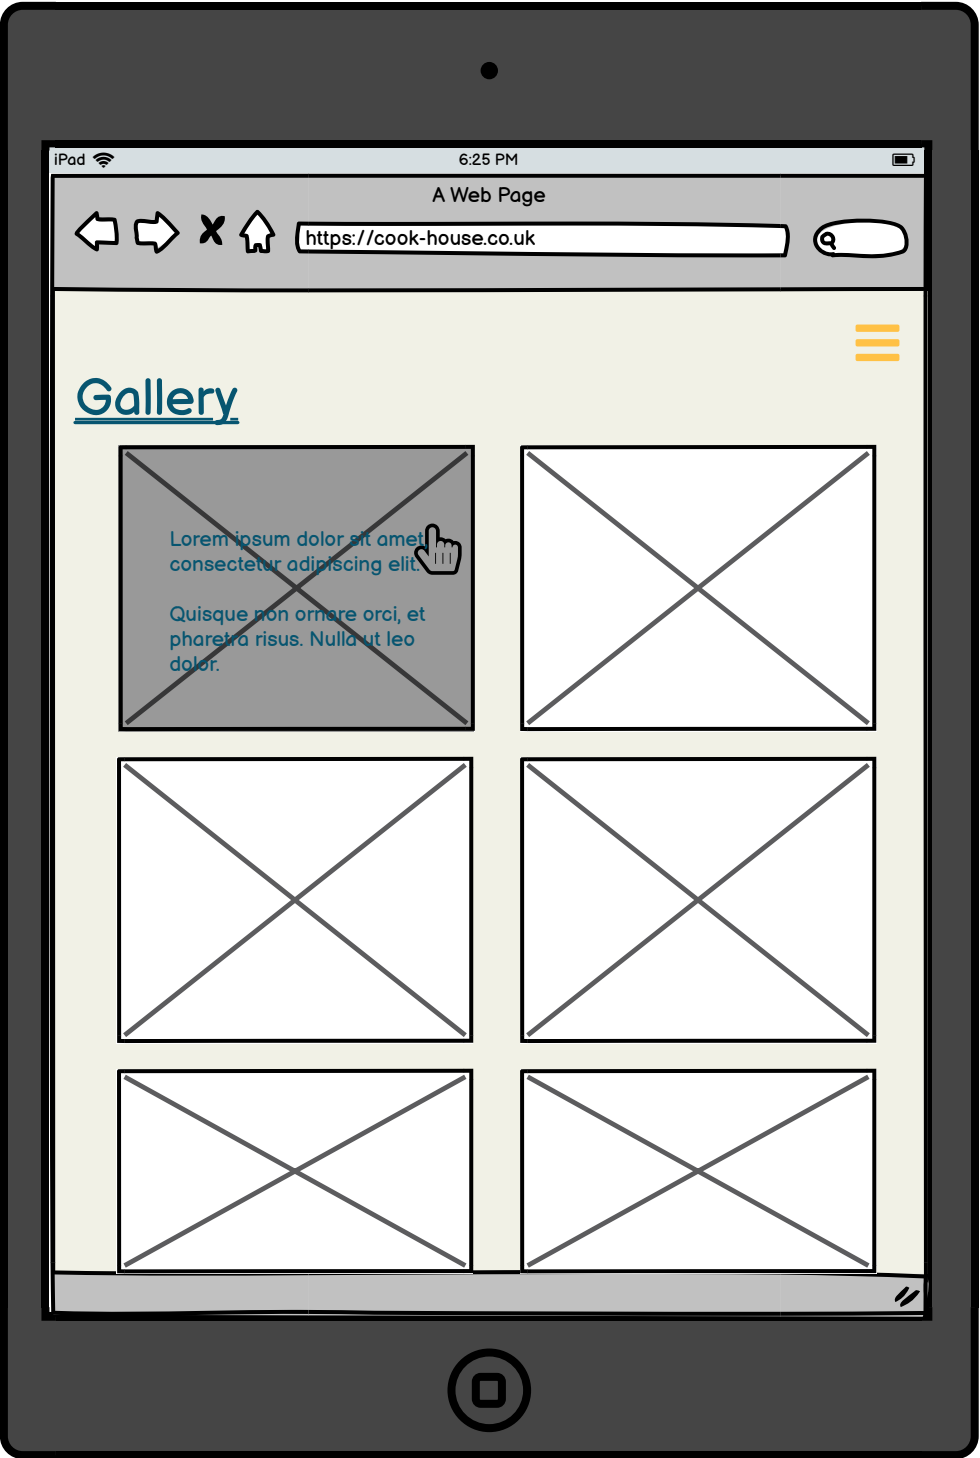 iPad
6:25 PM
A Web Page
https://cook-house.co.uk
Gallery
Lorem ipsum dolor sit amet,
consectetur adipiscing elit.
Quisque non ornare orci, et
pharetra risus. Nulla ut leo
dolor.